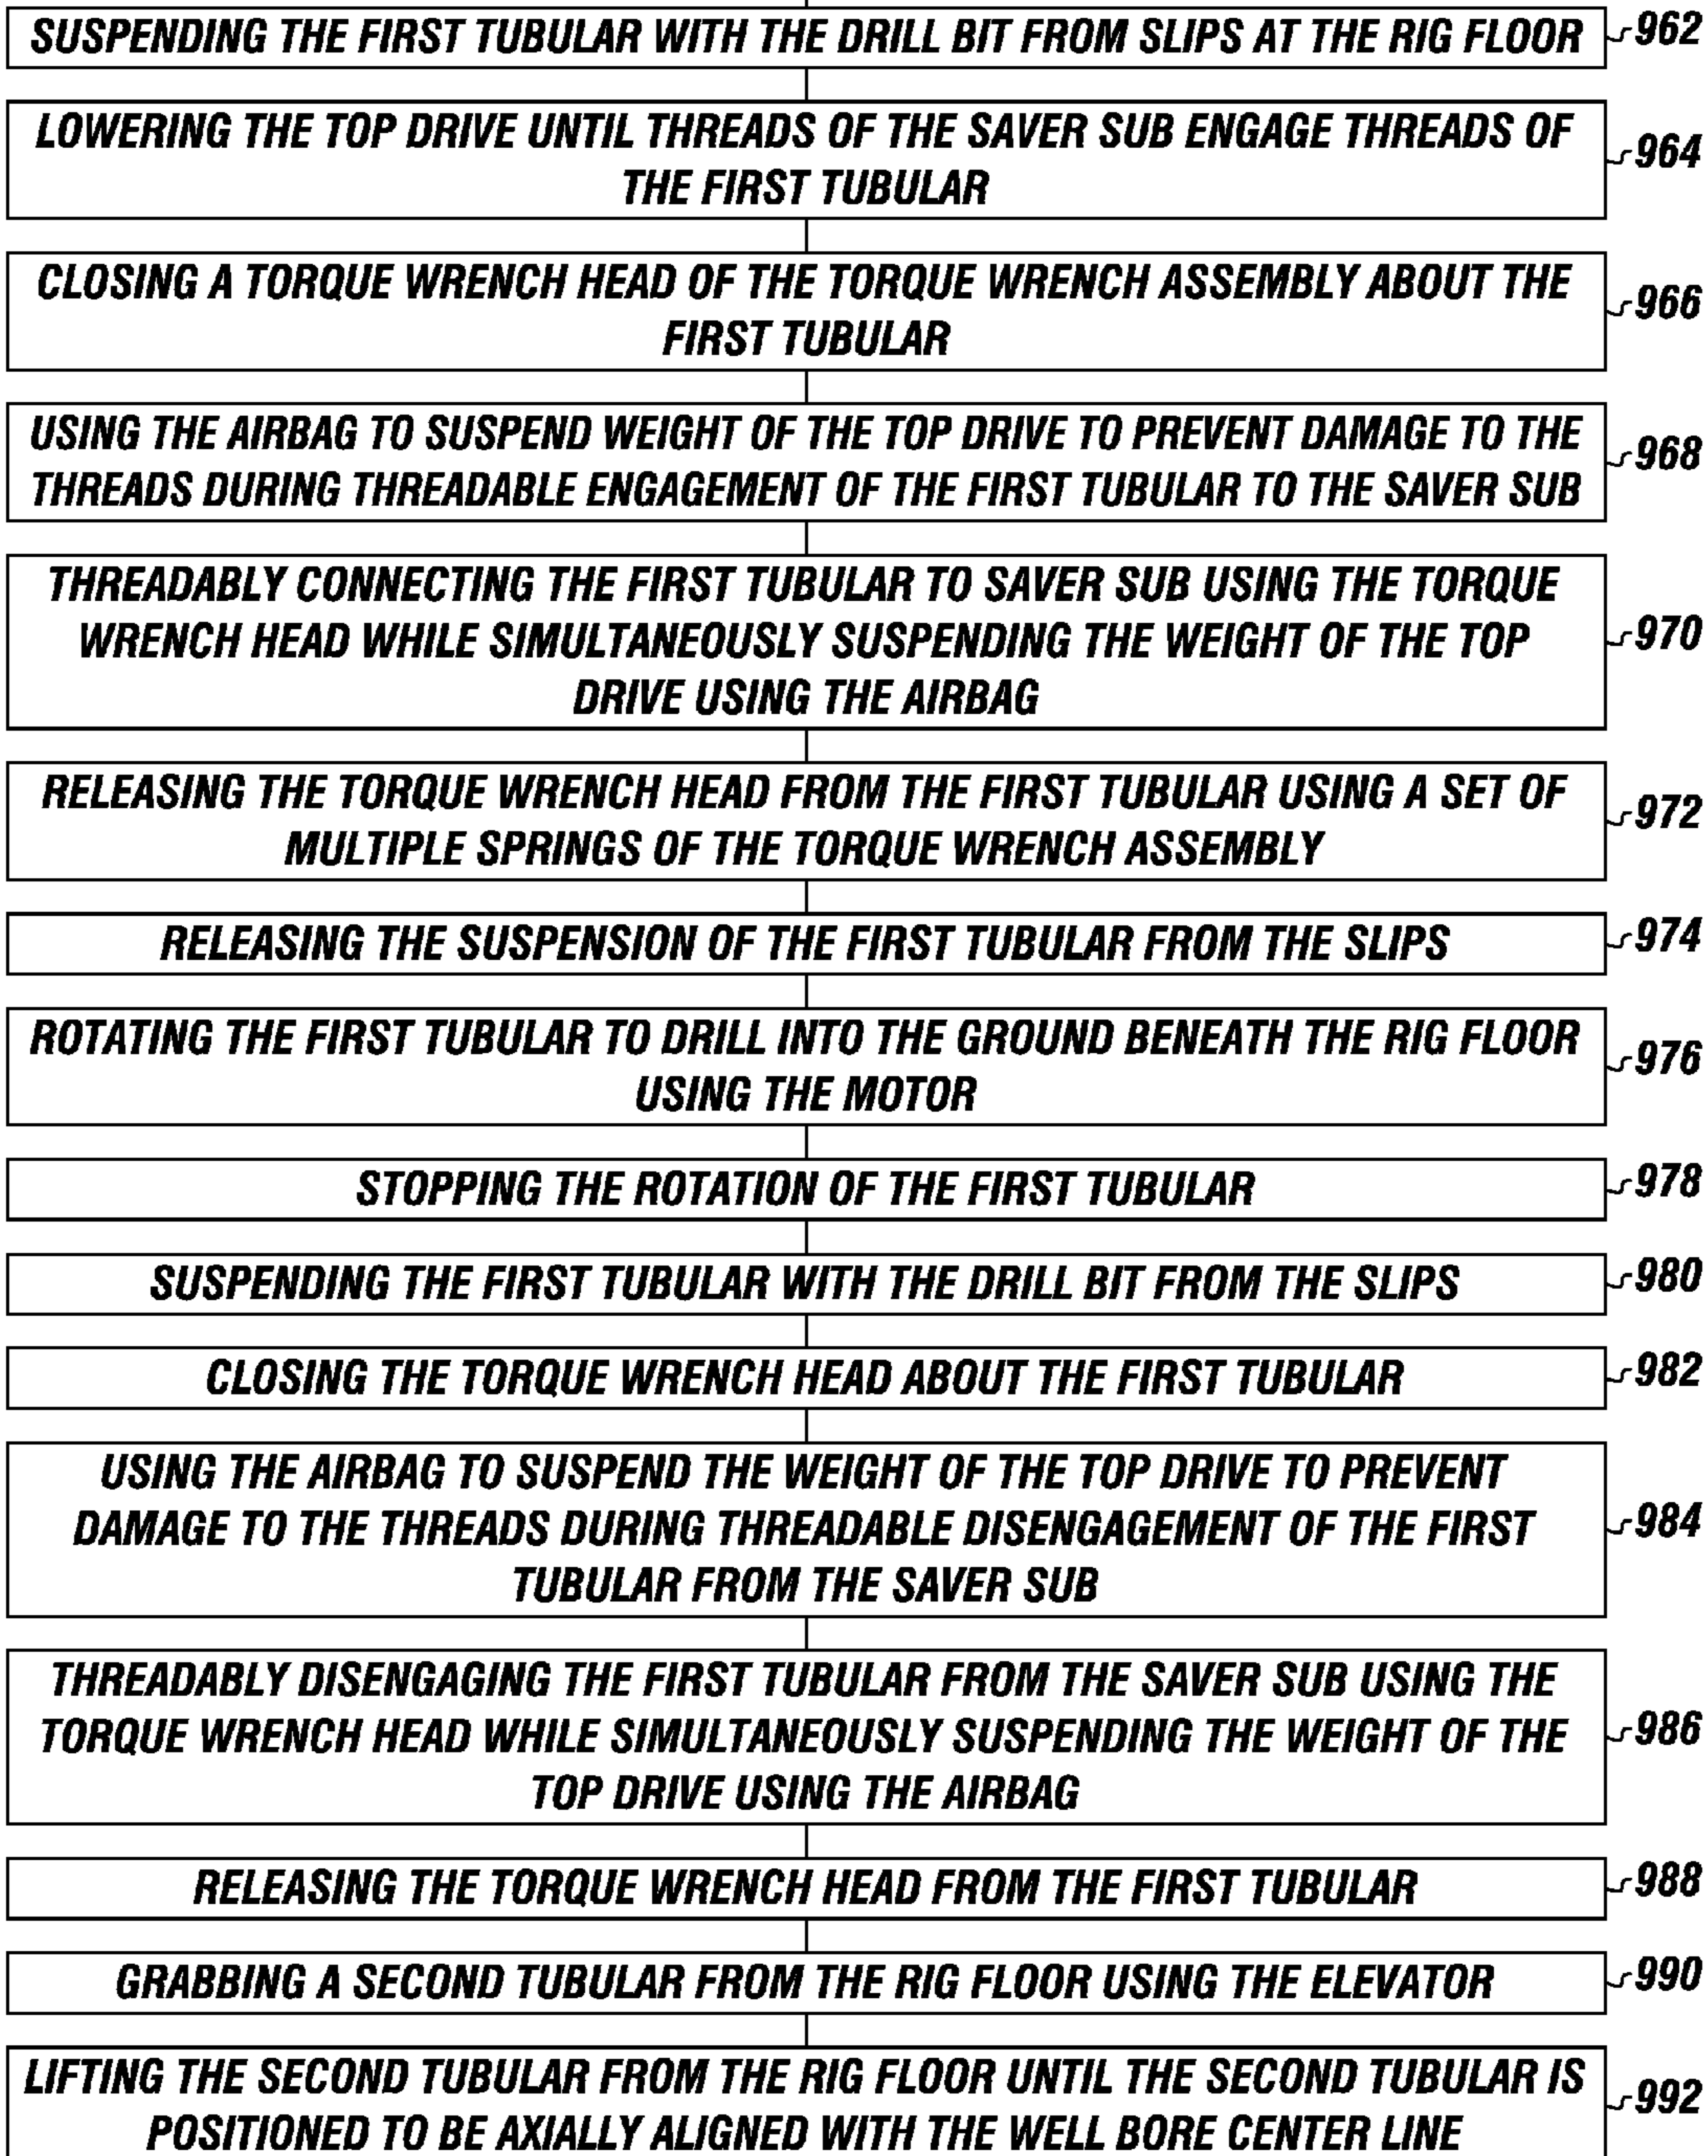 SUSPENDING THE FIRST TUBULAR WITH THE DRILL BIT FROM SLIPS AT THE RIG FLOOR
962
LOWERING THE TOP DRIVE UNTIL THREADS OF THE SAVER SUB ENGAGE THREADS OF
THE FIRST TUBULAR
964
CLOSING A TORQUE WRENCH HEAD OF THE TORQUE WRENCH ASSEMBLY ABOUT THE
FIRST TUBULAR
966
USING THE AIRBAG TO SUSPEND WEIGHT OF THE TOP DRIVE TO PREVENT DAMAGE TO THE
THREADS DURING THREADABLE ENGAGEMENT OF THE FIRST TUBULAR TO THE SAVER SUB
968
THREADABLY CONNECTING THE FIRST TUBULAR TO SAVER SUB USING THE TORQUE
WRENCH HEAD WHILE SIMULTANEOUSLY SUSPENDING THE WEIGHT OF THE TOP
DRIVE USING THE AIRBAG
970
RELEASING THE TORQUE WRENCH HEAD FROM THE FIRST TUBULAR USING A SET OF
MULTIPLE SPRINGS OF THE TORQUE WRENCH ASSEMBLY
972
RELEASING THE SUSPENSION OF THE FIRST TUBULAR FROM THE SLIPS
974
ROTATING THE FIRST TUBULAR TO DRILL INTO THE GROUND BENEATH THE RIG FLOOR
USING THE MOTOR
976
STOPPING THE ROTATION OF THE FIRST TUBULAR
978
SUSPENDING THE FIRST TUBULAR WITH THE DRILL BIT FROM THE SLIPS
980
CLOSING THE TORQUE WRENCH HEAD ABOUT THE FIRST TUBULAR
982
USING THE AIRBAG TO SUSPEND THE WEIGHT OF THE TOP DRIVE TO PREVENT
DAMAGE TO THE THREADS DURING THREADABLE DISENGAGEMENT OF THE FIRST
TUBULAR FROM THE SAVER SUB
984
THREADABLY DISENGAGING THE FIRST TUBULAR FROM THE SAVER SUB USING THE
TORQUE WRENCH HEAD WHILE SIMULTANEOUSLY SUSPENDING THE WEIGHT OF THE
TOP DRIVE USING THE AIRBAG
986
RELEASING THE TORQUE WRENCH HEAD FROM THE FIRST TUBULAR
988
GRABBING A SECOND TUBULAR FROM THE RIG FLOOR USING THE ELEVATOR
990
LIFTING THE SECOND TUBULAR FROM THE RIG FLOOR UNTIL THE SECOND TUBULAR IS
POSITIONED TO BE AXIALLY ALIGNED WITH THE WELL BORE CENTER LINE
992